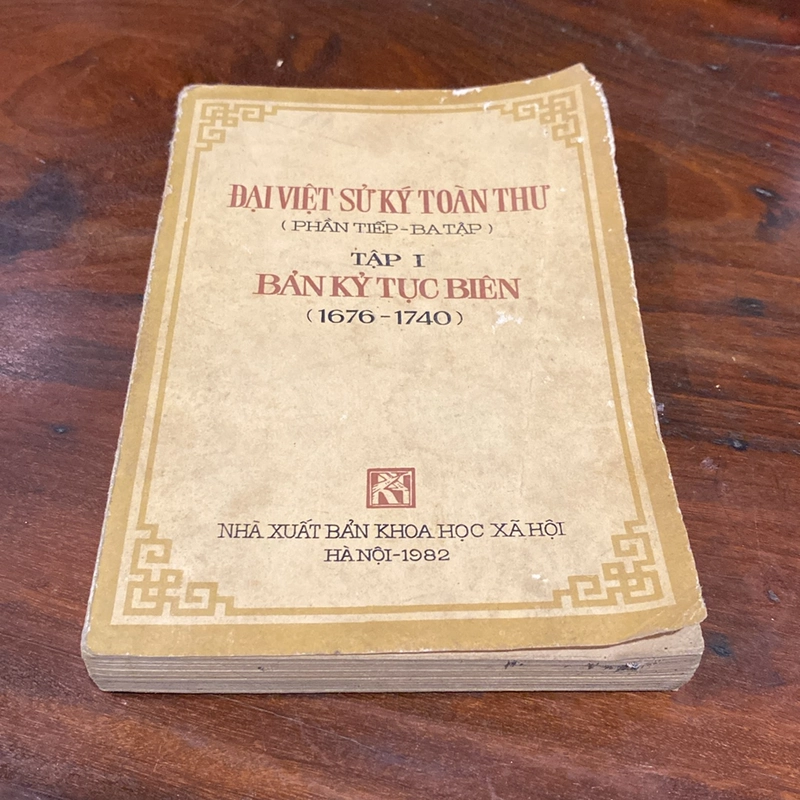 ĐẠI VIỆT SỬ KÝ TOÀN THƯ
( PHẦN TIẾP - BA TẬP )
TẬP I
BẢN KỶ TỤC BIÊN
( 1676 - 1740 )
NHÀ XUẤT BẢN KHOA HỌC XÃ HỘI
HÀ NỘI - 1982